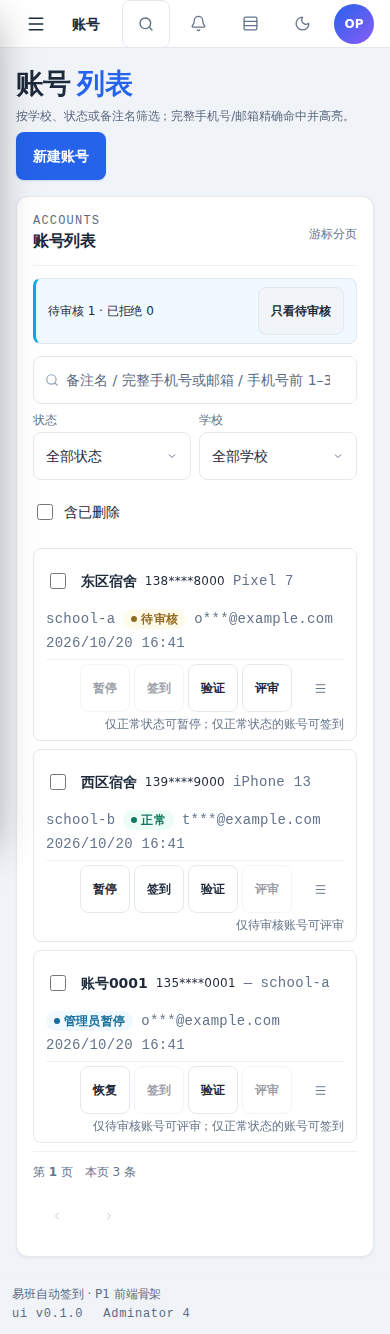 账号
OP
账号 列表
按学校、状态或备注名筛选；完整手机号/邮箱精确命中并高亮。
新建账号
ACCOUNTS
账号列表
游标分页
待审核 1 · 已拒绝 0
只看待审核
备注名 / 完整手机号或邮箱 / 手机号前 1–3
状态
学校
全部状态
全部学校
含已删除
东区宿舍 138****8000 Pixel 7
school-a 待审核 o***@example.com
2026/10/20 16:41
暂停 签到 验证 评审
仅正常状态可暂停；仅正常状态的账号可签到
西区宿舍 139****9000 iPhone 13
school-b 正常 t***@example.com
2026/10/20 16:41
暂停 签到 验证 评审
仅待审核账号可评审
账号0001 135****0001 — school-a
管理员暂停 o***@example.com
2026/10/20 16:41
恢复 签到 验证 评审
仅待审核账号可评审；仅正常状态的账号可签到
第 1 页 本页 3 条
易班自动签到 · P1 前端骨架
ui v0.1.0 Adminator 4